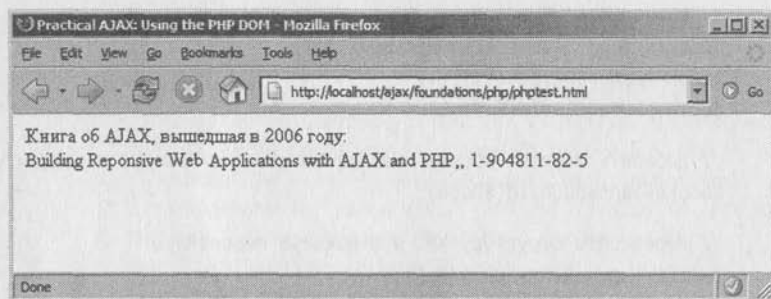 Practical AJAX: Using the PHP DOM - Mozilla Firefox
File Edit View Go Bookmarks Tools Help
http://localhost/ajax/foundations/php/phptest.html Go
Книга об AJAX, вышедшая в 2006 году:
Building Reponsive Web Applications with AJAX and PHP,, 1-904811-82-5
Done